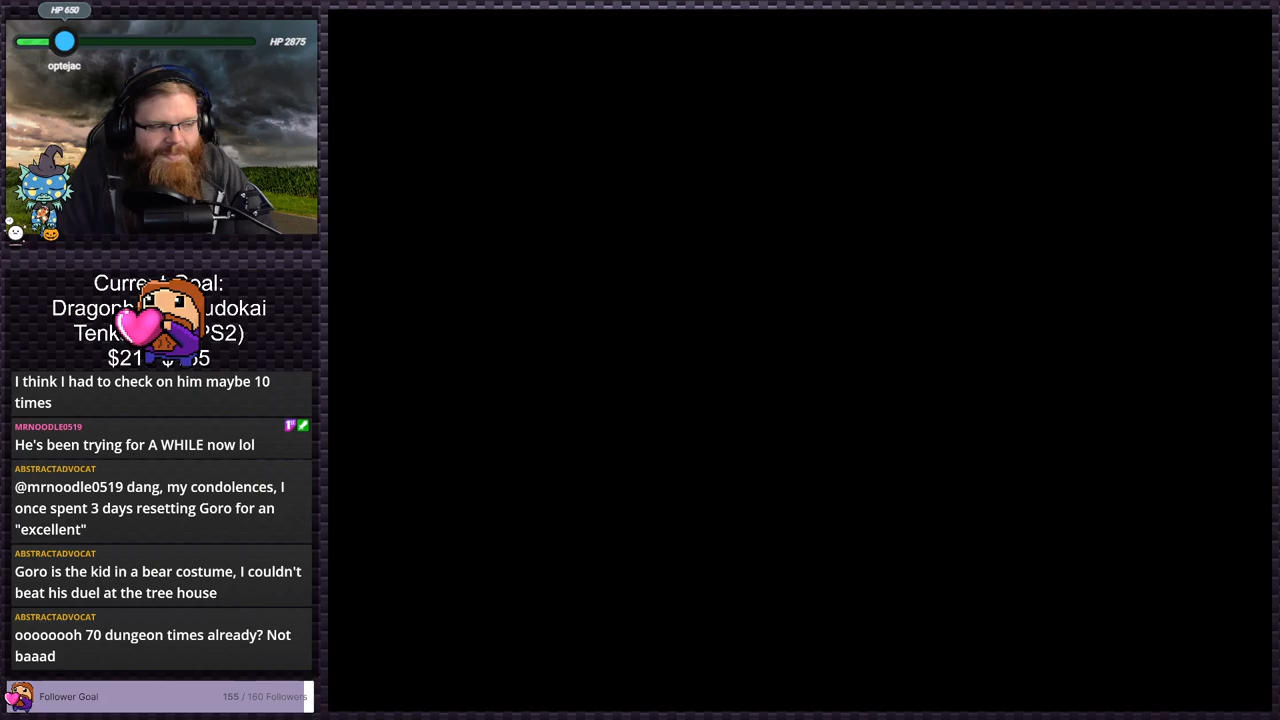 HP 650
HP 2875
optejac
Current Goal:
Dragonb udokai
Tenk PS2)
$21 $ 5
I think I had to check on him maybe 10
times
MRNOODLE0519
He's been trying for A WHILE now lol
ABSTRACTADVOCAT
@mrnoodle0519 dang, my condolences, I
once spent 3 days resetting Goro for an
"excellent"
ABSTRACTADVOCAT
Goro is the kid in a bear costume, I couldn't
beat his duel at the tree house
ABSTRACTADVOCAT
oooooooh 70 dungeon times already? Not
baaad
Follower Goal
155 / 160 Followers